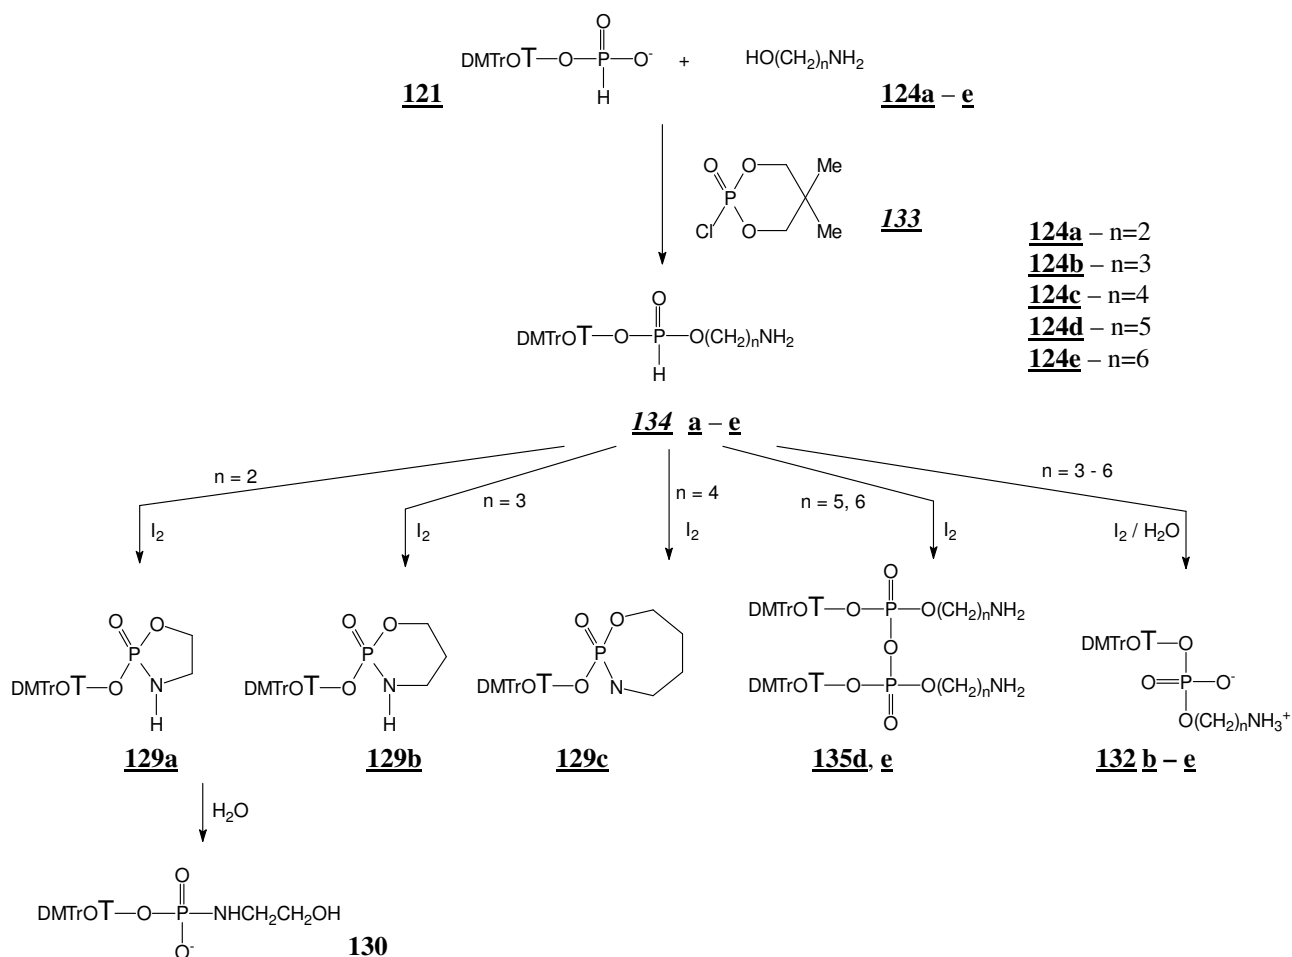 O
DMTrOT—O—P—O⁻ + HO(CH₂)ₙNH₂
121 H 124a – e
O O Me
P
Cl O Me 133
124a – n=2
124b – n=3
124c – n=4
124d – n=5
124e – n=6
O
DMTrOT—O—P—O(CH₂)ₙNH₂
H
134 a – e
n = 2 n = 3 n = 4 n = 5, 6 n = 3 - 6
I₂ I₂ I₂ I₂ I₂ / H₂O
O O
P
DMTrOT—O N
H
129a
O O
P
DMTrOT—O N
H
129b
O O
P
DMTrOT—O N
129c
O
DMTrOT—O—P—O(CH₂)ₙNH₂
O
DMTrOT—O—P—O(CH₂)ₙNH₂
O
135d, e
DMTrOT—O
O=P—O⁻
O(CH₂)ₙNH₃⁺
132 b – e
H₂O
O
DMTrOT—O—P—NHCH₂CH₂OH
O⁻ 130